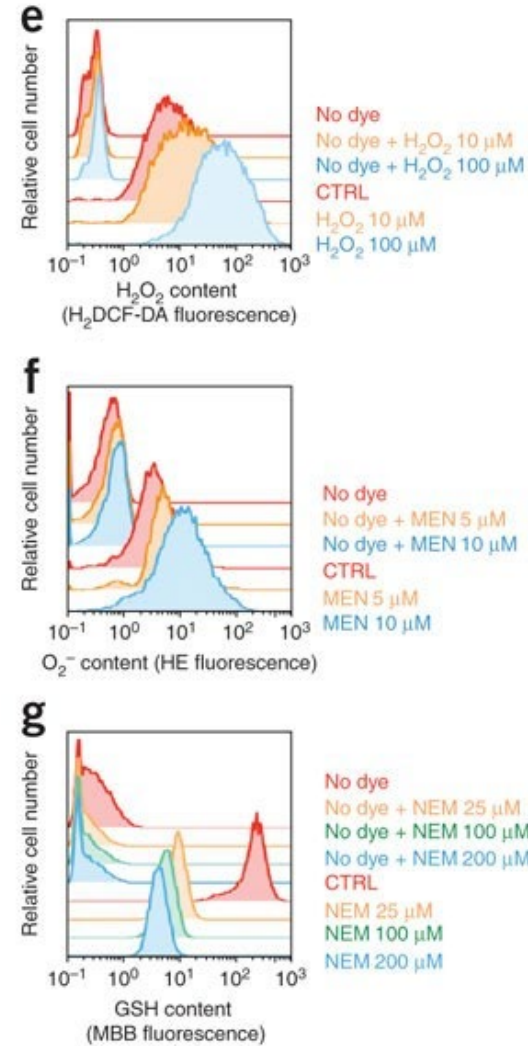 e
Relative cell number
No dye
No dye + H₂O₂ 10 μM
No dye + H₂O₂ 100 μM
CTRL
H₂O₂ 10 μM
H₂O₂ 100 μM
10⁻¹ 10⁰ 10¹ 10² 10³
H₂O₂ content
(H₂DCF-DA fluorescence)
f
Relative cell number
No dye
No dye + MEN 5 μM
No dye + MEN 10 μM
CTRL
MEN 5 μM
MEN 10 μM
10⁻¹ 10⁰ 10¹ 10² 10³
O₂⁻ content (HE fluorescence)
g
Relative cell number
No dye
No dye + NEM 25 μM
No dye + NEM 100 μM
No dye + NEM 200 μM
CTRL
NEM 25 μM
NEM 100 μM
NEM 200 μM
10⁻¹ 10⁰ 10¹ 10² 10³
GSH content
(MBB fluorescence)